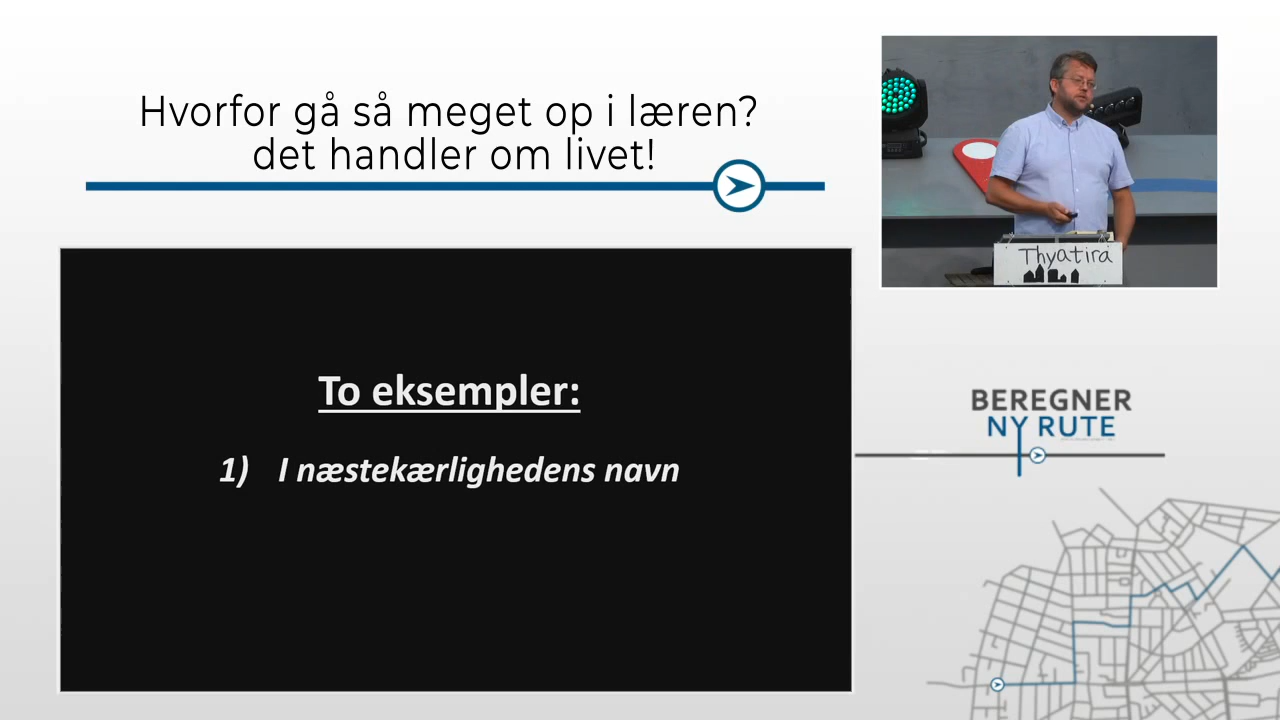 Hvorfor gå så meget op i læren?
det handler om livet!
Thyatira
To eksempler:
1) I næstekærlighedens navn
BEREGNER
NY RUTE